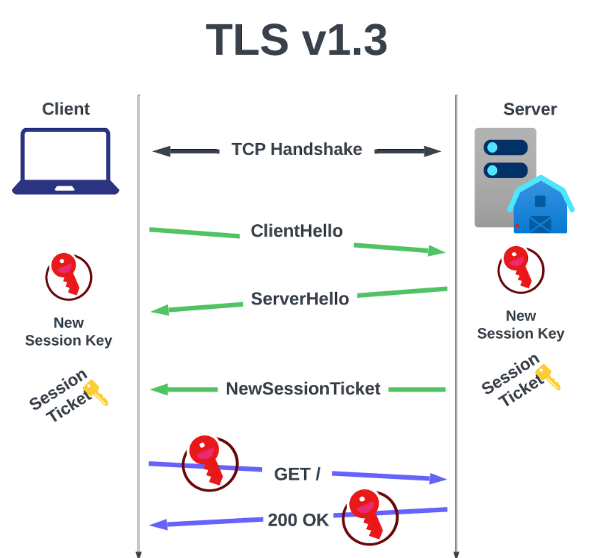 TLS v1.3
Client
Server
TCP Handshake
ClientHello
ServerHello
New
Session Key
New
Session Key
Session
Ticket
Session
Ticket
NewSessionTicket
GET /
200 OK